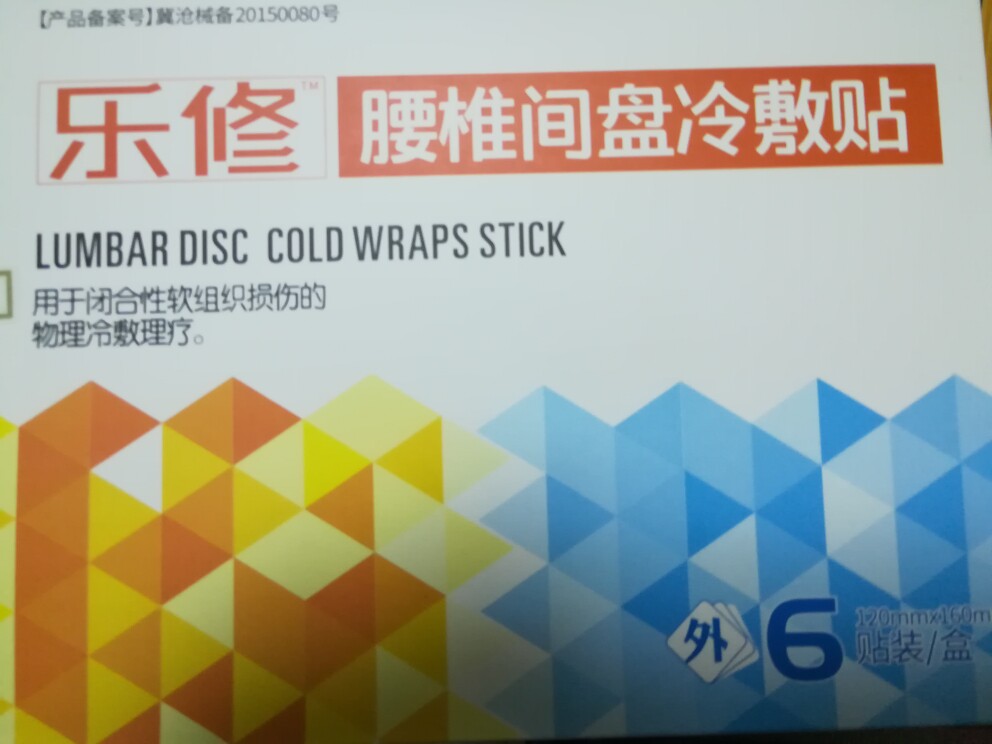 【产品备案号】冀沧械备20150080号
乐修™
腰椎间盘冷敷贴
LUMBAR DISC COLD WRAPS STICK
用于闭合性软组织损伤的
物理冷敷理疗。
外
6
120mmx160m
贴装/盒